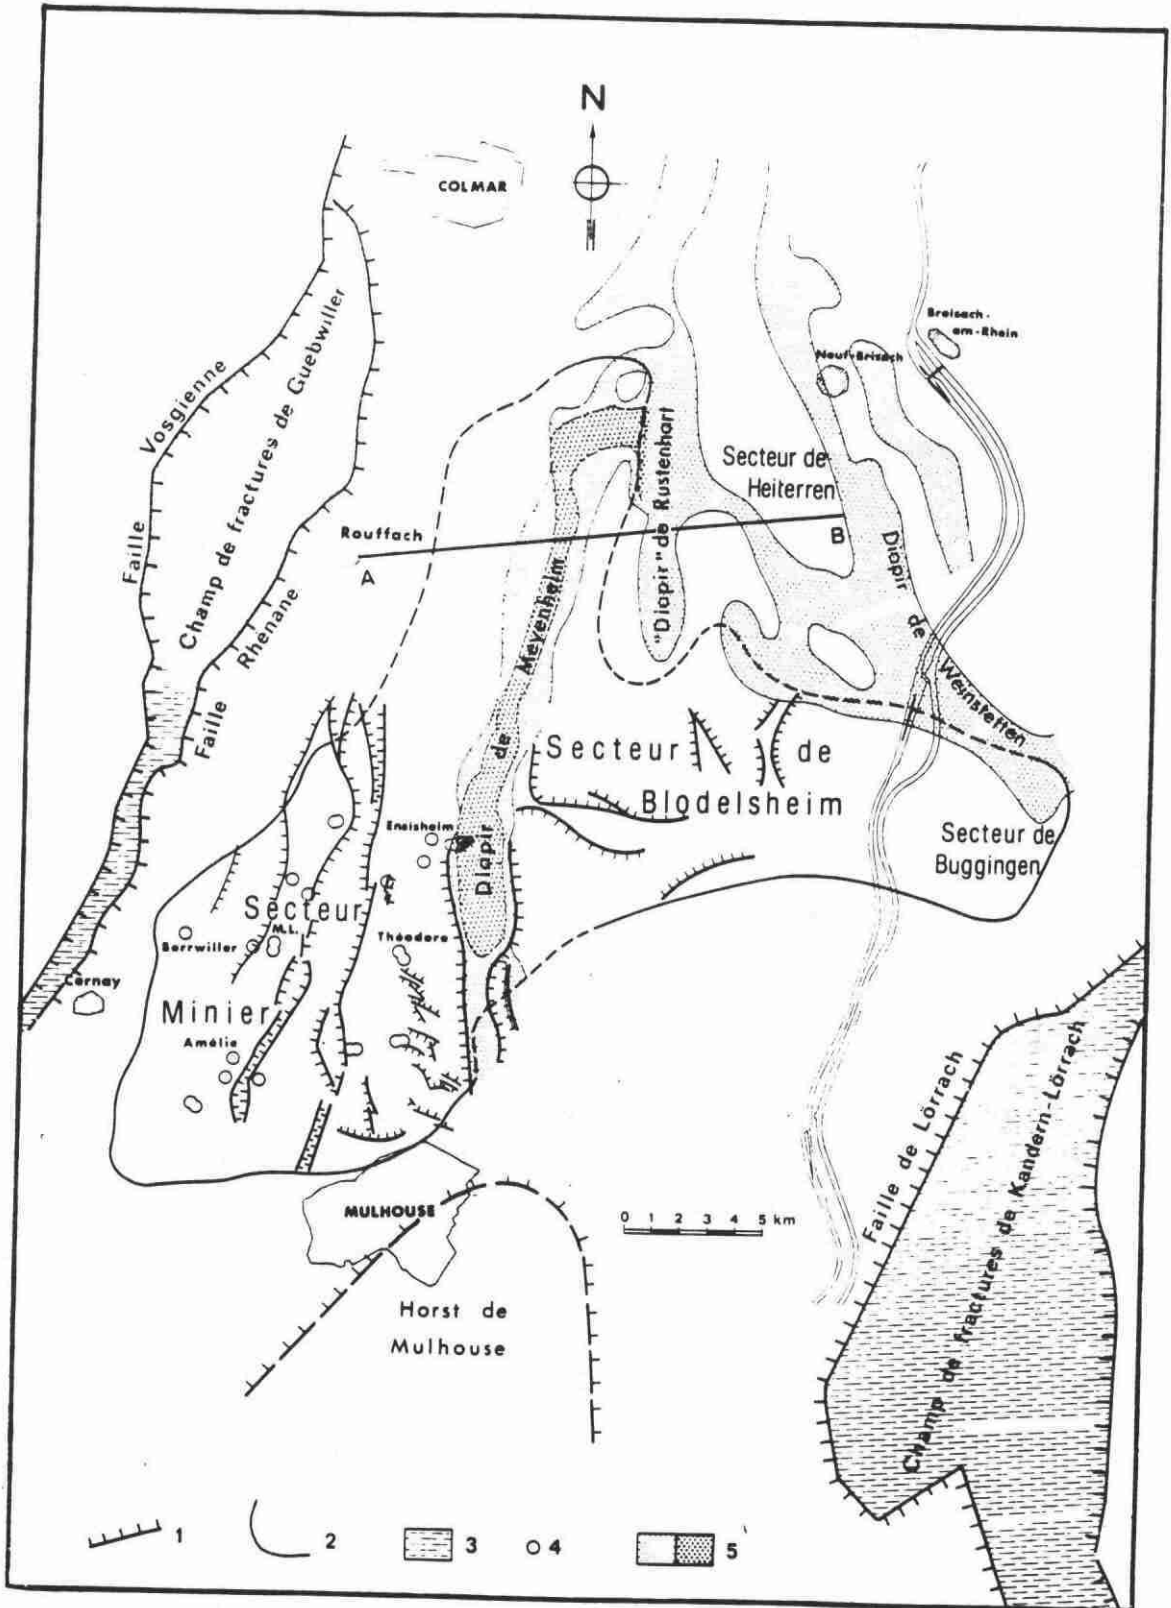 N
COLMAR
Breisach-
am-Rhein
Neuf-Brisach
Faille Vosgienne
Champ de fractures de Guebwiller
Faille Rhénane
Rouffach
A
B
Secteur de
Heiterren
"Diapir" de Rustenhart
Diapir de Meyenheim
Diapir de Weinstetten
Secteur de
Blodelsheim
Secteur de
Buggingen
Ensisheim
Secteur
M.L.
Berrwiller
Théodore
Cernay
Minier
Amélie
MULHOUSE
Horst de
Mulhouse
0 1 2 3 4 5 km
Faille de Lörrach
Champ de fractures de Kandern-Lörrach
1
2
3
4
5